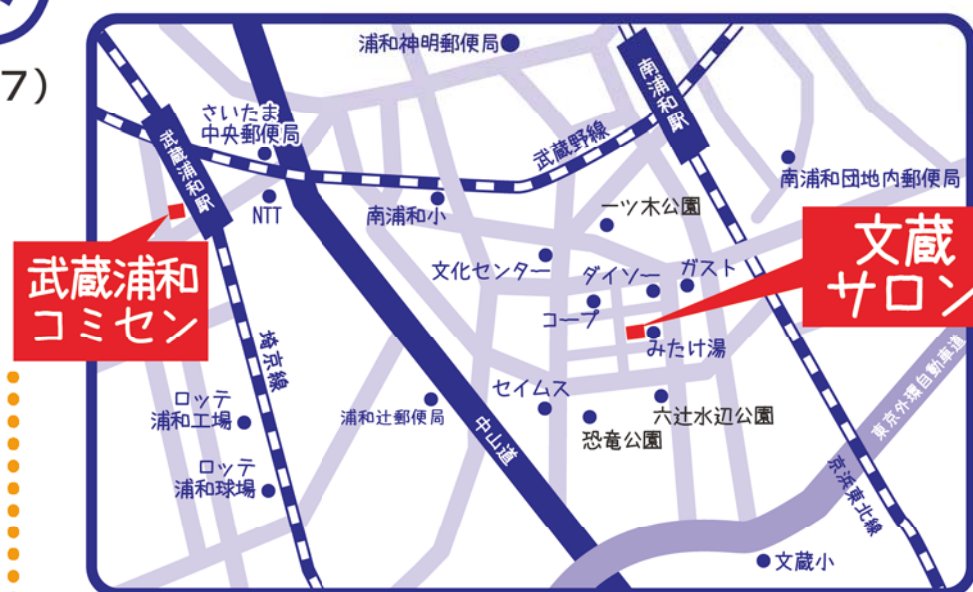 7)
浦和神明郵便局
南浦和駅
さいたま
中央郵便局
武蔵野線
武蔵浦和駅
南浦和団地内郵便局
NTT
南浦和小
一ツ木公園
武蔵浦和
コミセン
文蔵
サロン
文化センター
ダイソー
ガスト
コープ
みたけ湯
埼京線
ロッテ
浦和工場
浦和辻郵便局
セイムス
六辻水辺公園
恐竜公園
中山道
東京外環自動車道
ロッテ
浦和球場
京浜東北線
文蔵小